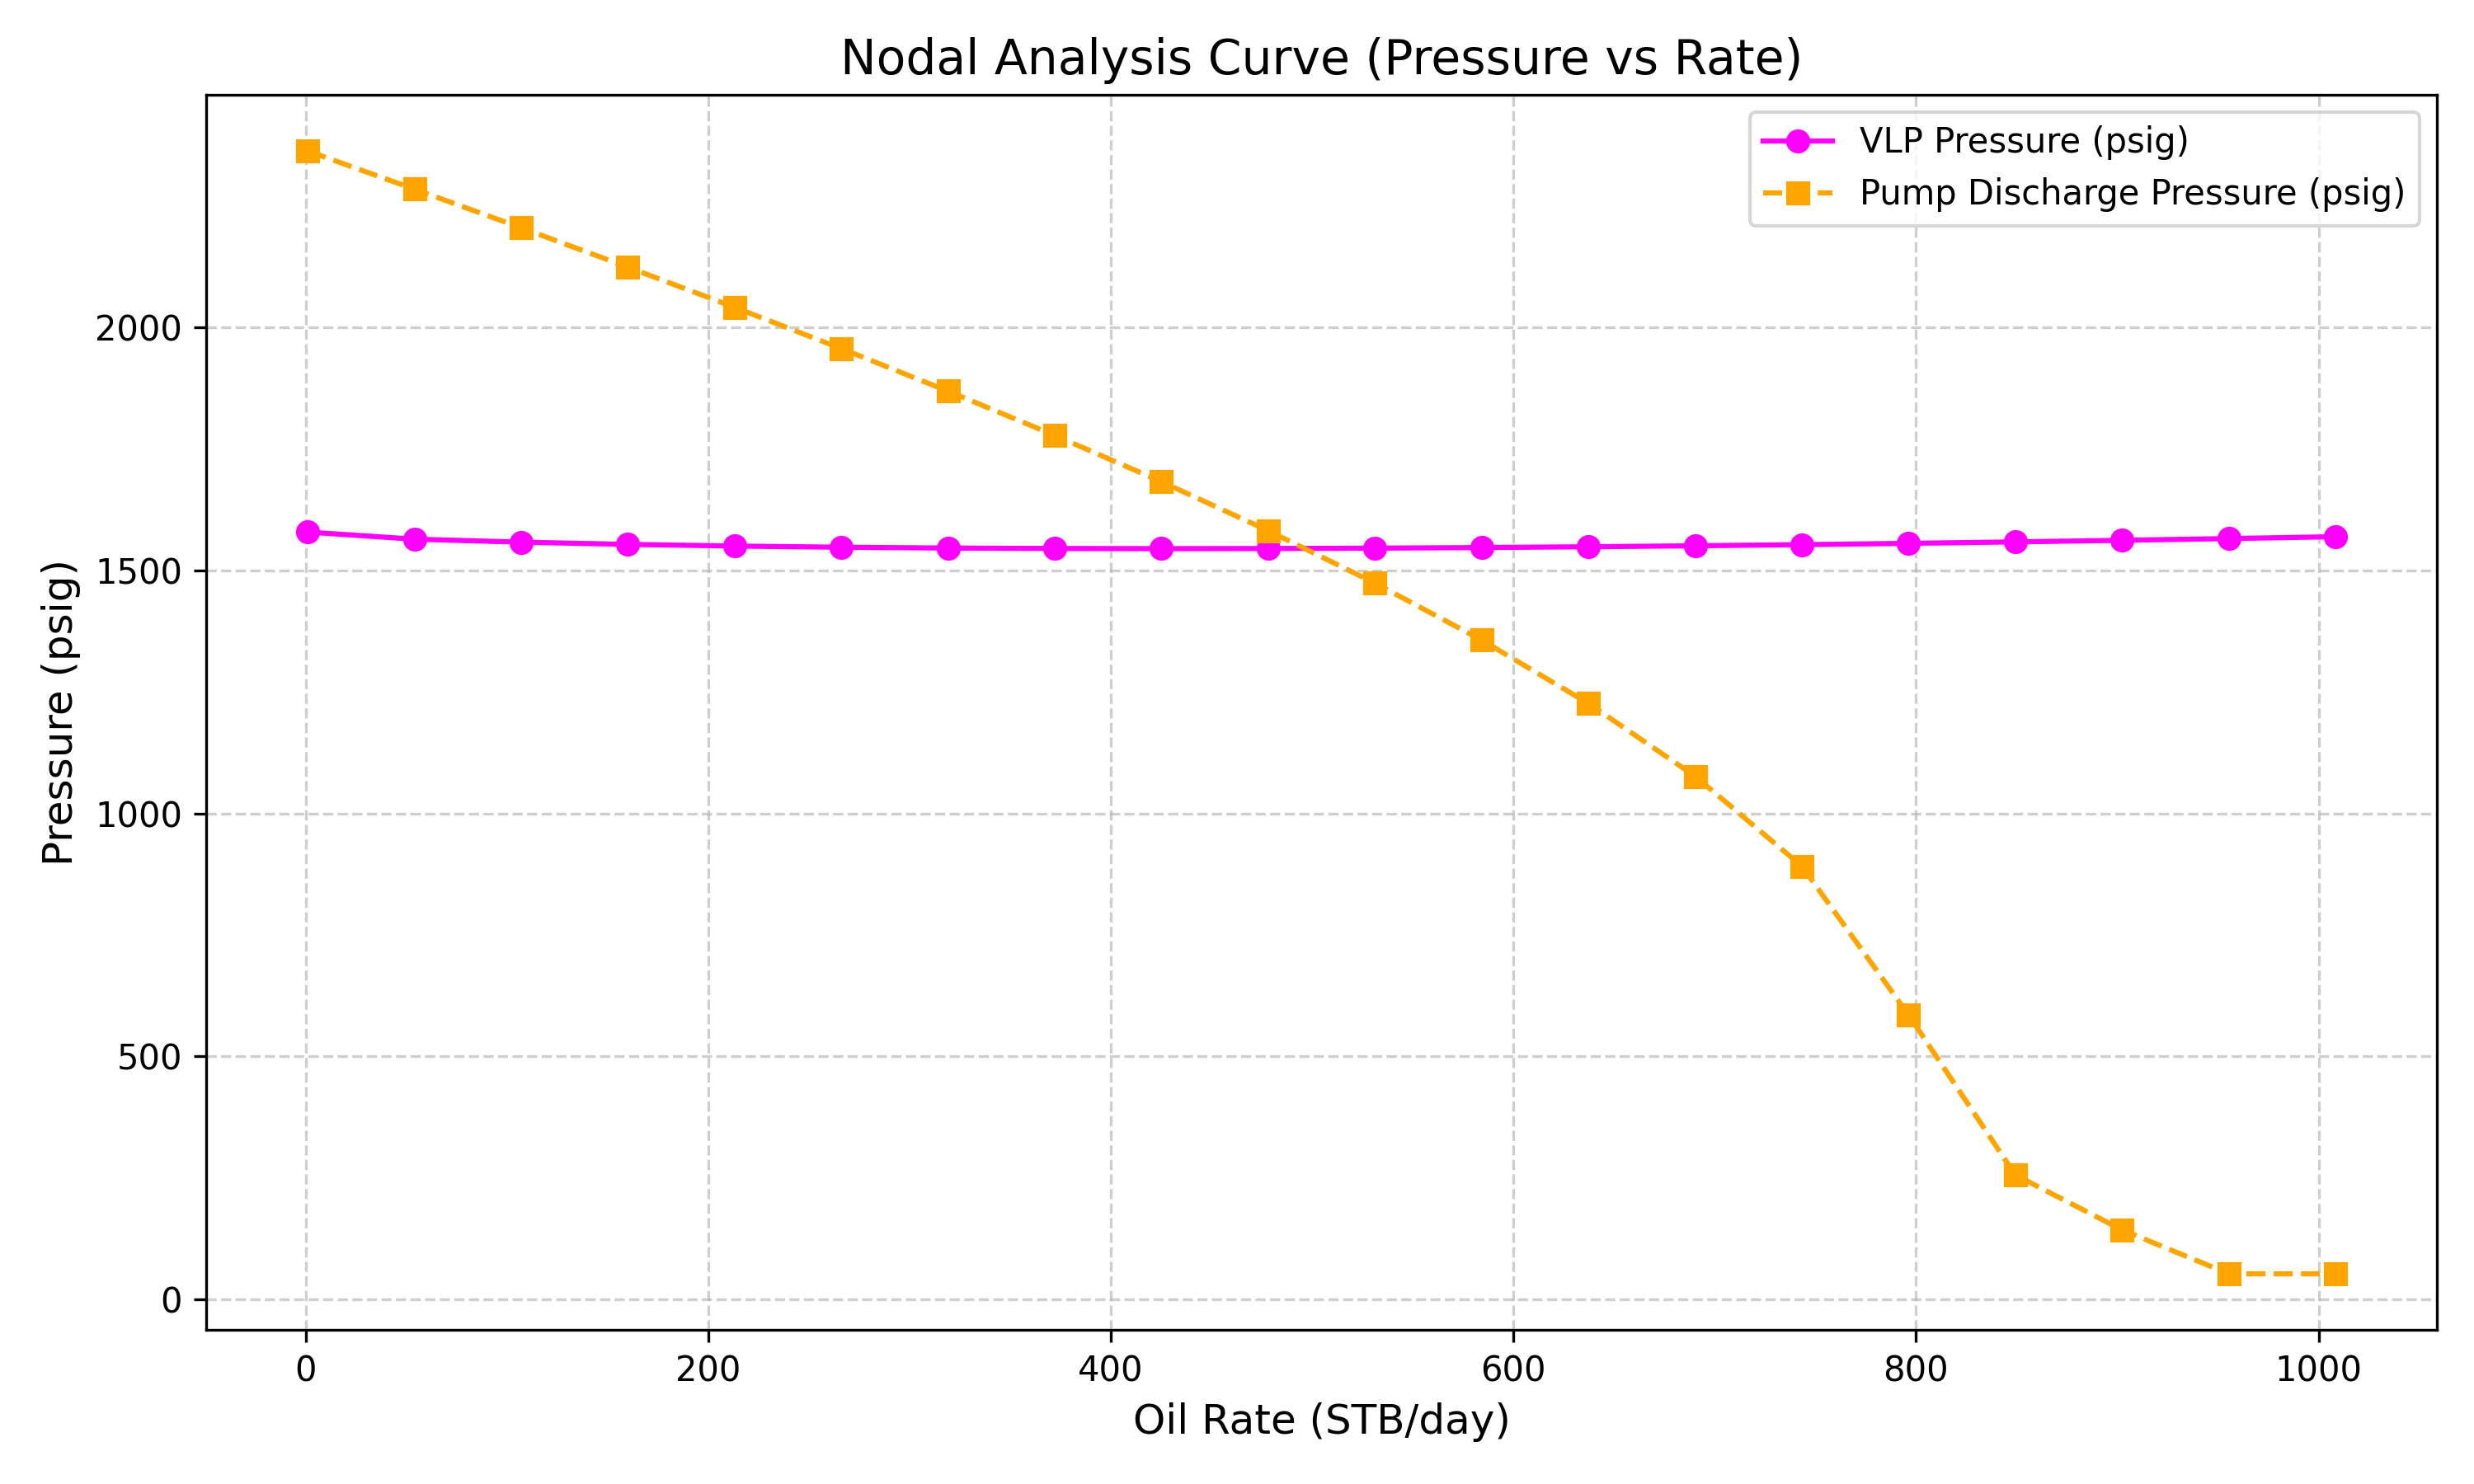 Nodal Analysis Curve (Pressure vs Rate)
VLP Pressure (psig)
Pump Discharge Pressure (psig)
Pressure (psig)
2000
1500
1000
500
0
0 200 400 600 800 1000
Oil Rate (STB/day)